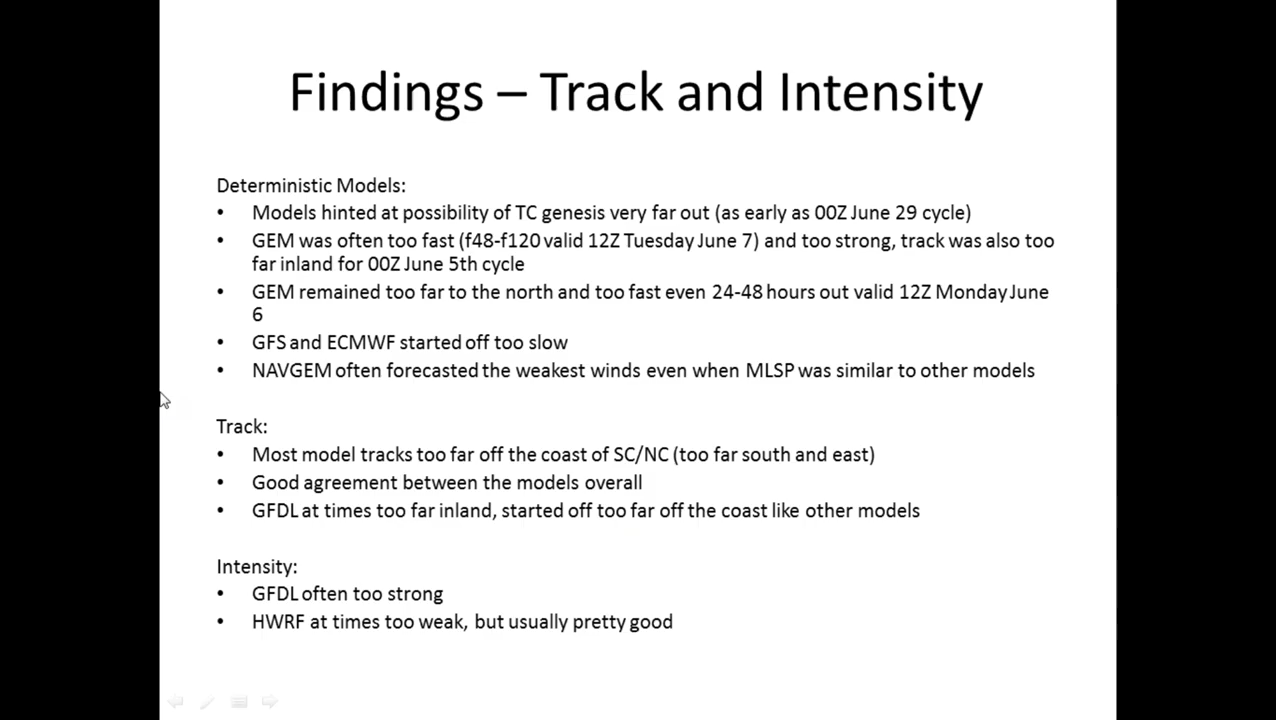 Findings – Track and Intensity
Deterministic Models:
• Models hinted at possibility of TC genesis very far out (as early as 00Z June 29 cycle)
• GEM was often too fast (f48-f120 valid 12Z Tuesday June 7) and too strong, track was also too
far inland for 00Z June 5th cycle
• GEM remained too far to the north and too fast even 24-48 hours out valid 12Z Monday June
6
• GFS and ECMWF started off too slow
• NAVGEM often forecasted the weakest winds even when MLSP was similar to other models
Track:
• Most model tracks too far off the coast of SC/NC (too far south and east)
• Good agreement between the models overall
• GFDL at times too far inland, started off too far off the coast like other models
Intensity:
• GFDL often too strong
• HWRF at times too weak, but usually pretty good